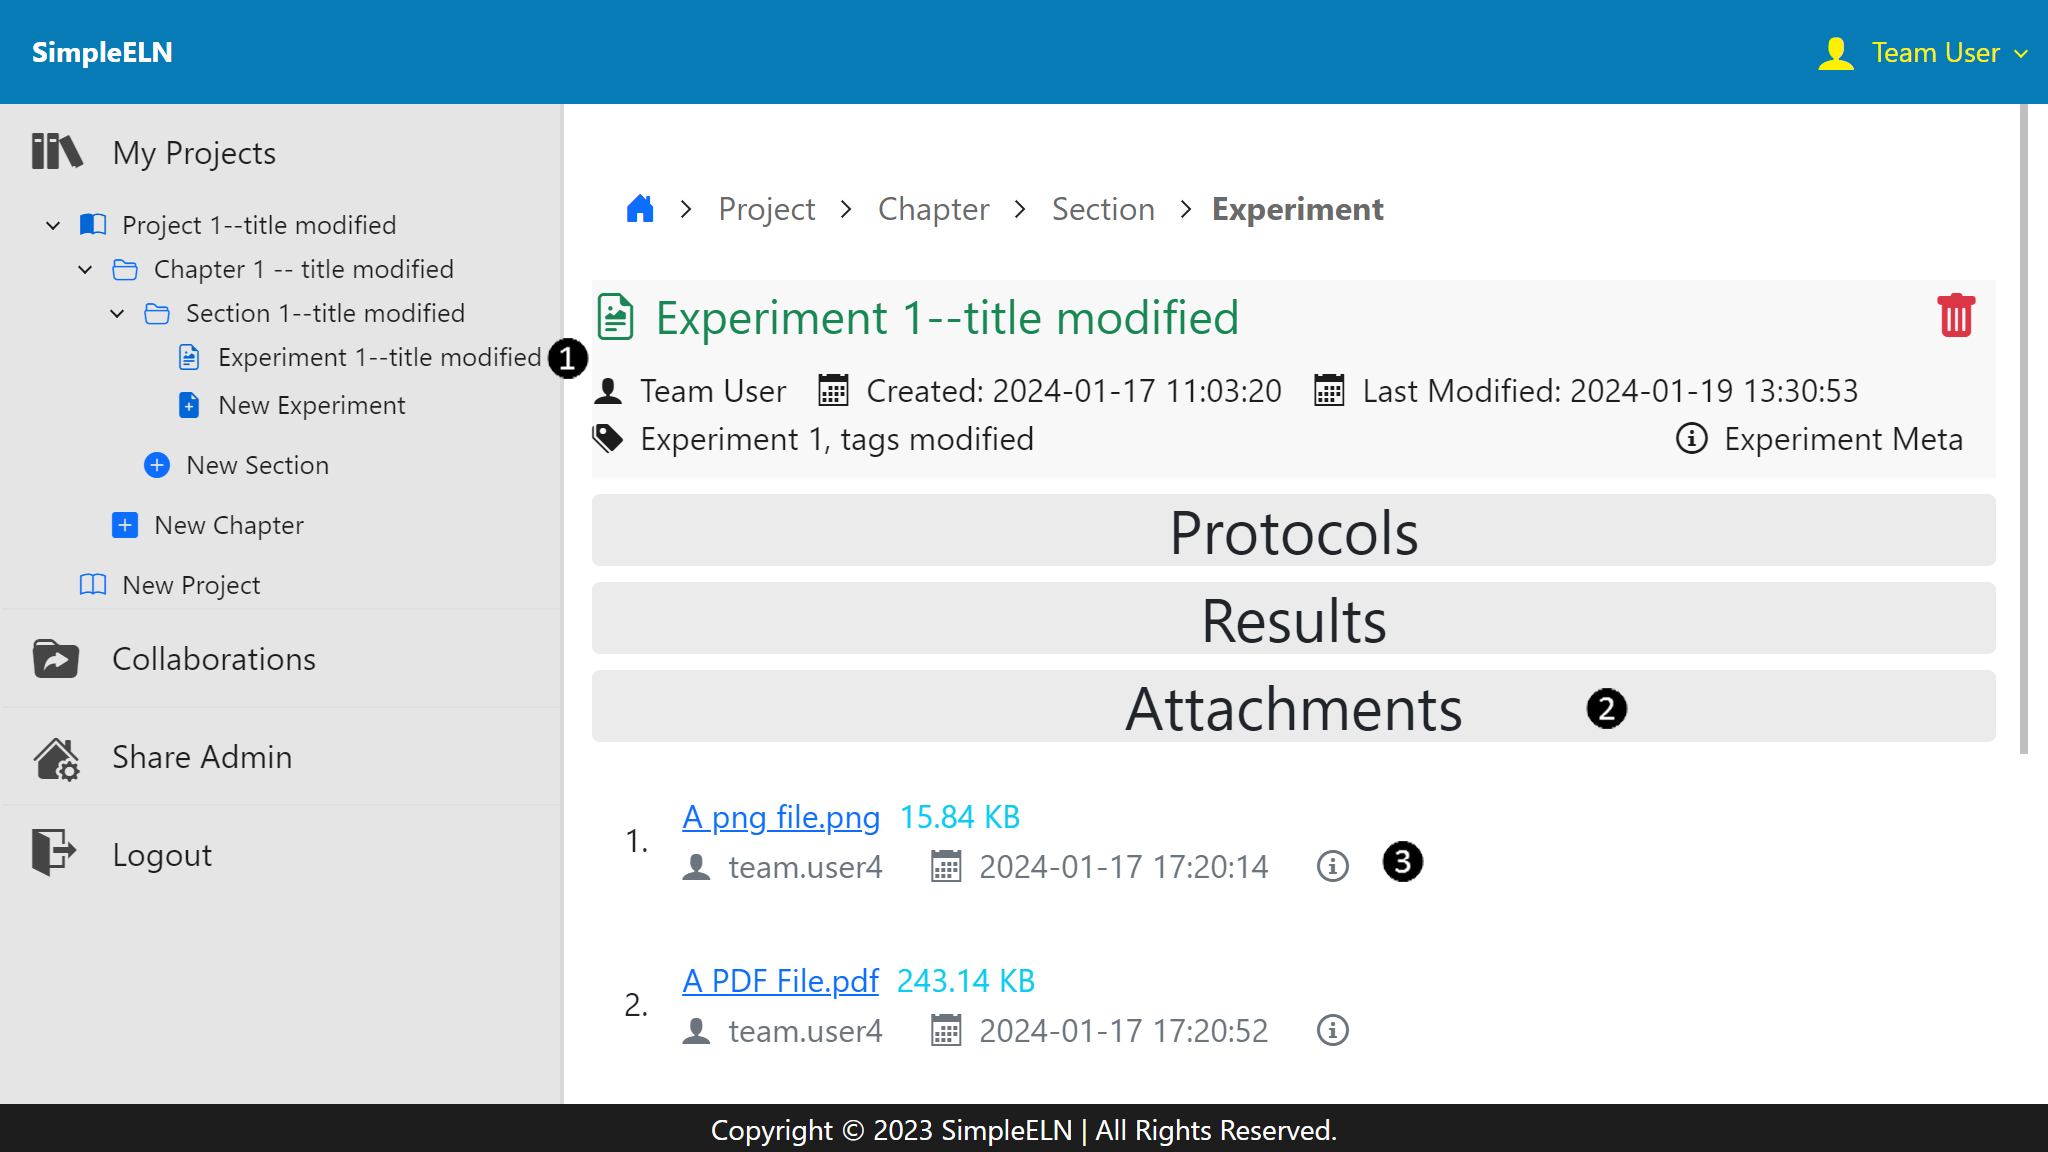 SimpleELN
Team User
My Projects
Project 1--title modified
Chapter 1 -- title modified
Section 1--title modified
Experiment 1--title modified
New Experiment
New Section
New Chapter
New Project
Collaborations
Share Admin
Logout
1
Project Chapter Section Experiment
Experiment 1--title modified
Team User Created: 2024-01-17 11:03:20 Last Modified: 2024-01-19 13:30:53
Experiment 1, tags modified Experiment Meta
Protocols
Results
Attachments 2
1. A png file.png 15.84 KB
team.user4 2024-01-17 17:20:14 3
2. A PDF File.pdf 243.14 KB
team.user4 2024-01-17 17:20:52
Copyright © 2023 SimpleELN | All Rights Reserved.